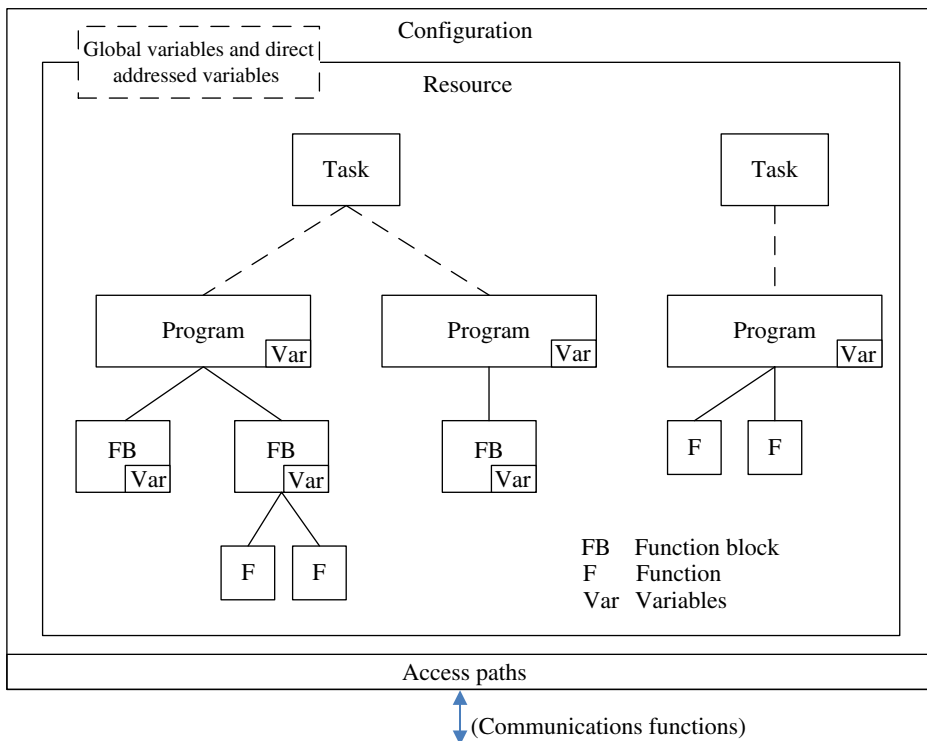 Configuration
Global variables and direct
addressed variables
Resource
Task
Task
Program
Var
Program
Var
Program
Var
FB
Var
FB
Var
FB
Var
F
F
F
F
FB Function block
F Function
Var Variables
Access paths
(Communications functions)